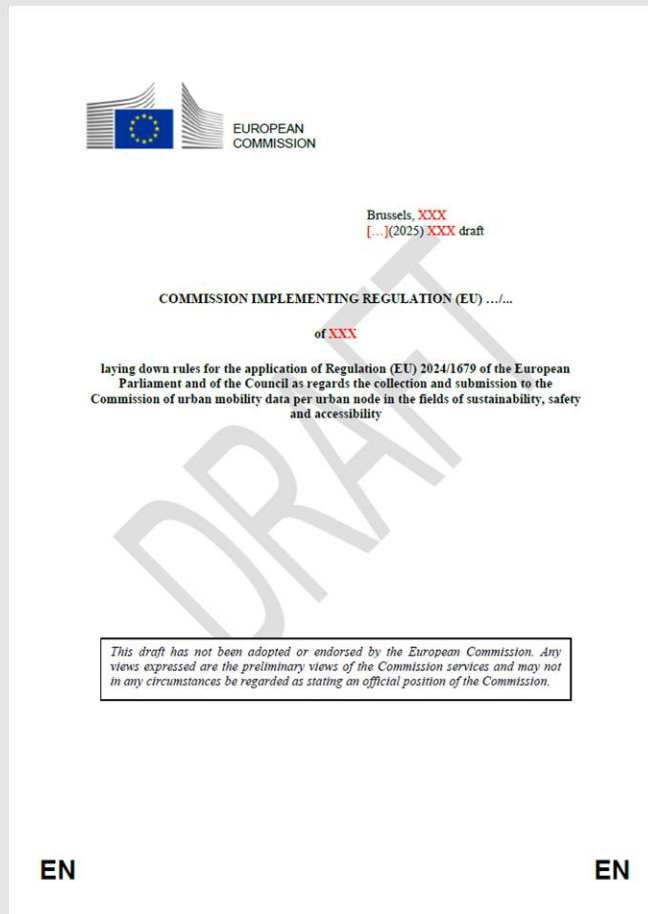 EUROPEAN
COMMISSION
Brussels, XXX
[…](2025) XXX draft
COMMISSION IMPLEMENTING REGULATION (EU) …/...
of XXX
laying down rules for the application of Regulation (EU) 2024/1679 of the European
Parliament and of the Council as regards the collection and submission to the
Commission of urban mobility data per urban node in the fields of sustainability, safety
and accessibility
DRAFT
This draft has not been adopted or endorsed by the European Commission. Any
views expressed are the preliminary views of the Commission services and may not
in any circumstances be regarded as stating an official position of the Commission.
EN EN